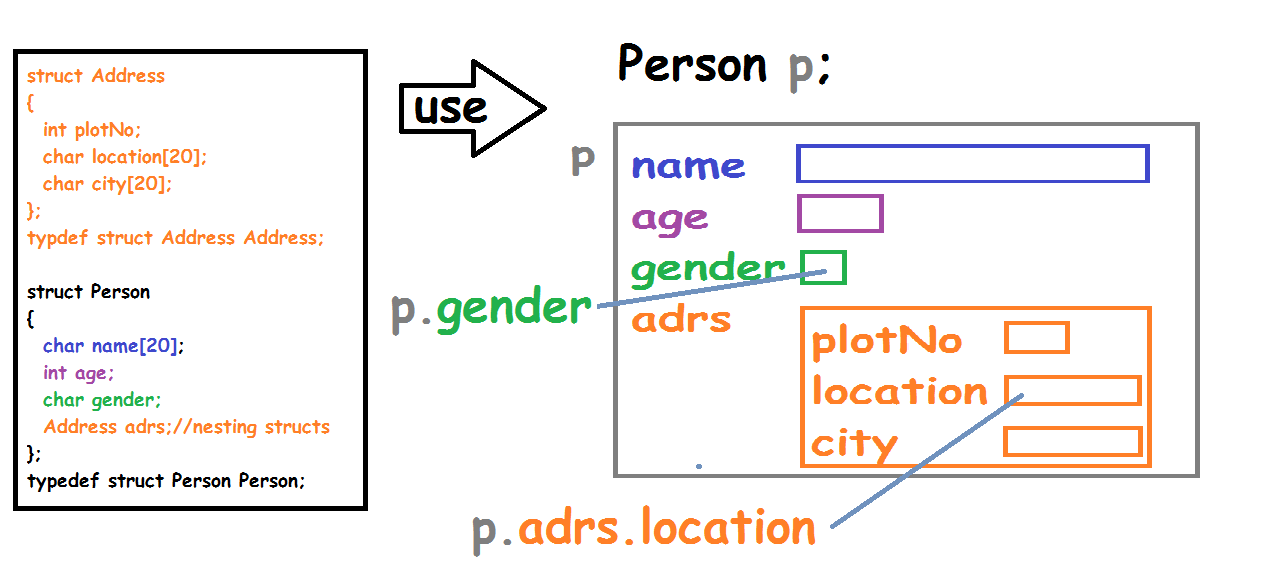 struct Address
{
int plotNo;
char location[20];
char city[20];
};
typdef struct Address Address;
struct Person
{
char name[20];
int age;
char gender;
Address adrs;//nesting structs
};
typedef struct Person Person;
use
Person p;
p
name
age
gender
adrs
plotNo
location
city
p.gender
p.adrs.location